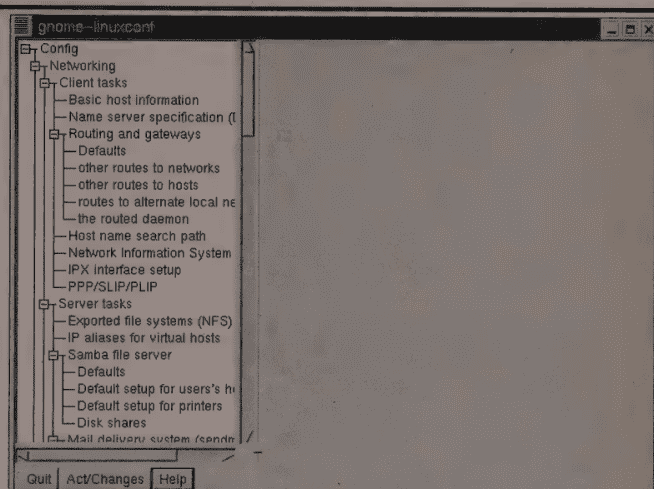 gnome-linuxconf
Config
Networking
Client tasks
Basic host information
Name server specification (
Routing and gateways
Defaults
other routes to networks
other routes to hosts
routes to alternate local ne
the routed daemon
Host name search path
Network Information System
IPX interface setup
PPP/SLIP/PLIP
Server tasks
Exported file systems (NFS)
IP aliases for virtual hosts
Samba file server
Defaults
Default setup for users's h
Default setup for printers
Disk shares
Mail delivery system (sendm
Quit Act/Changes Help